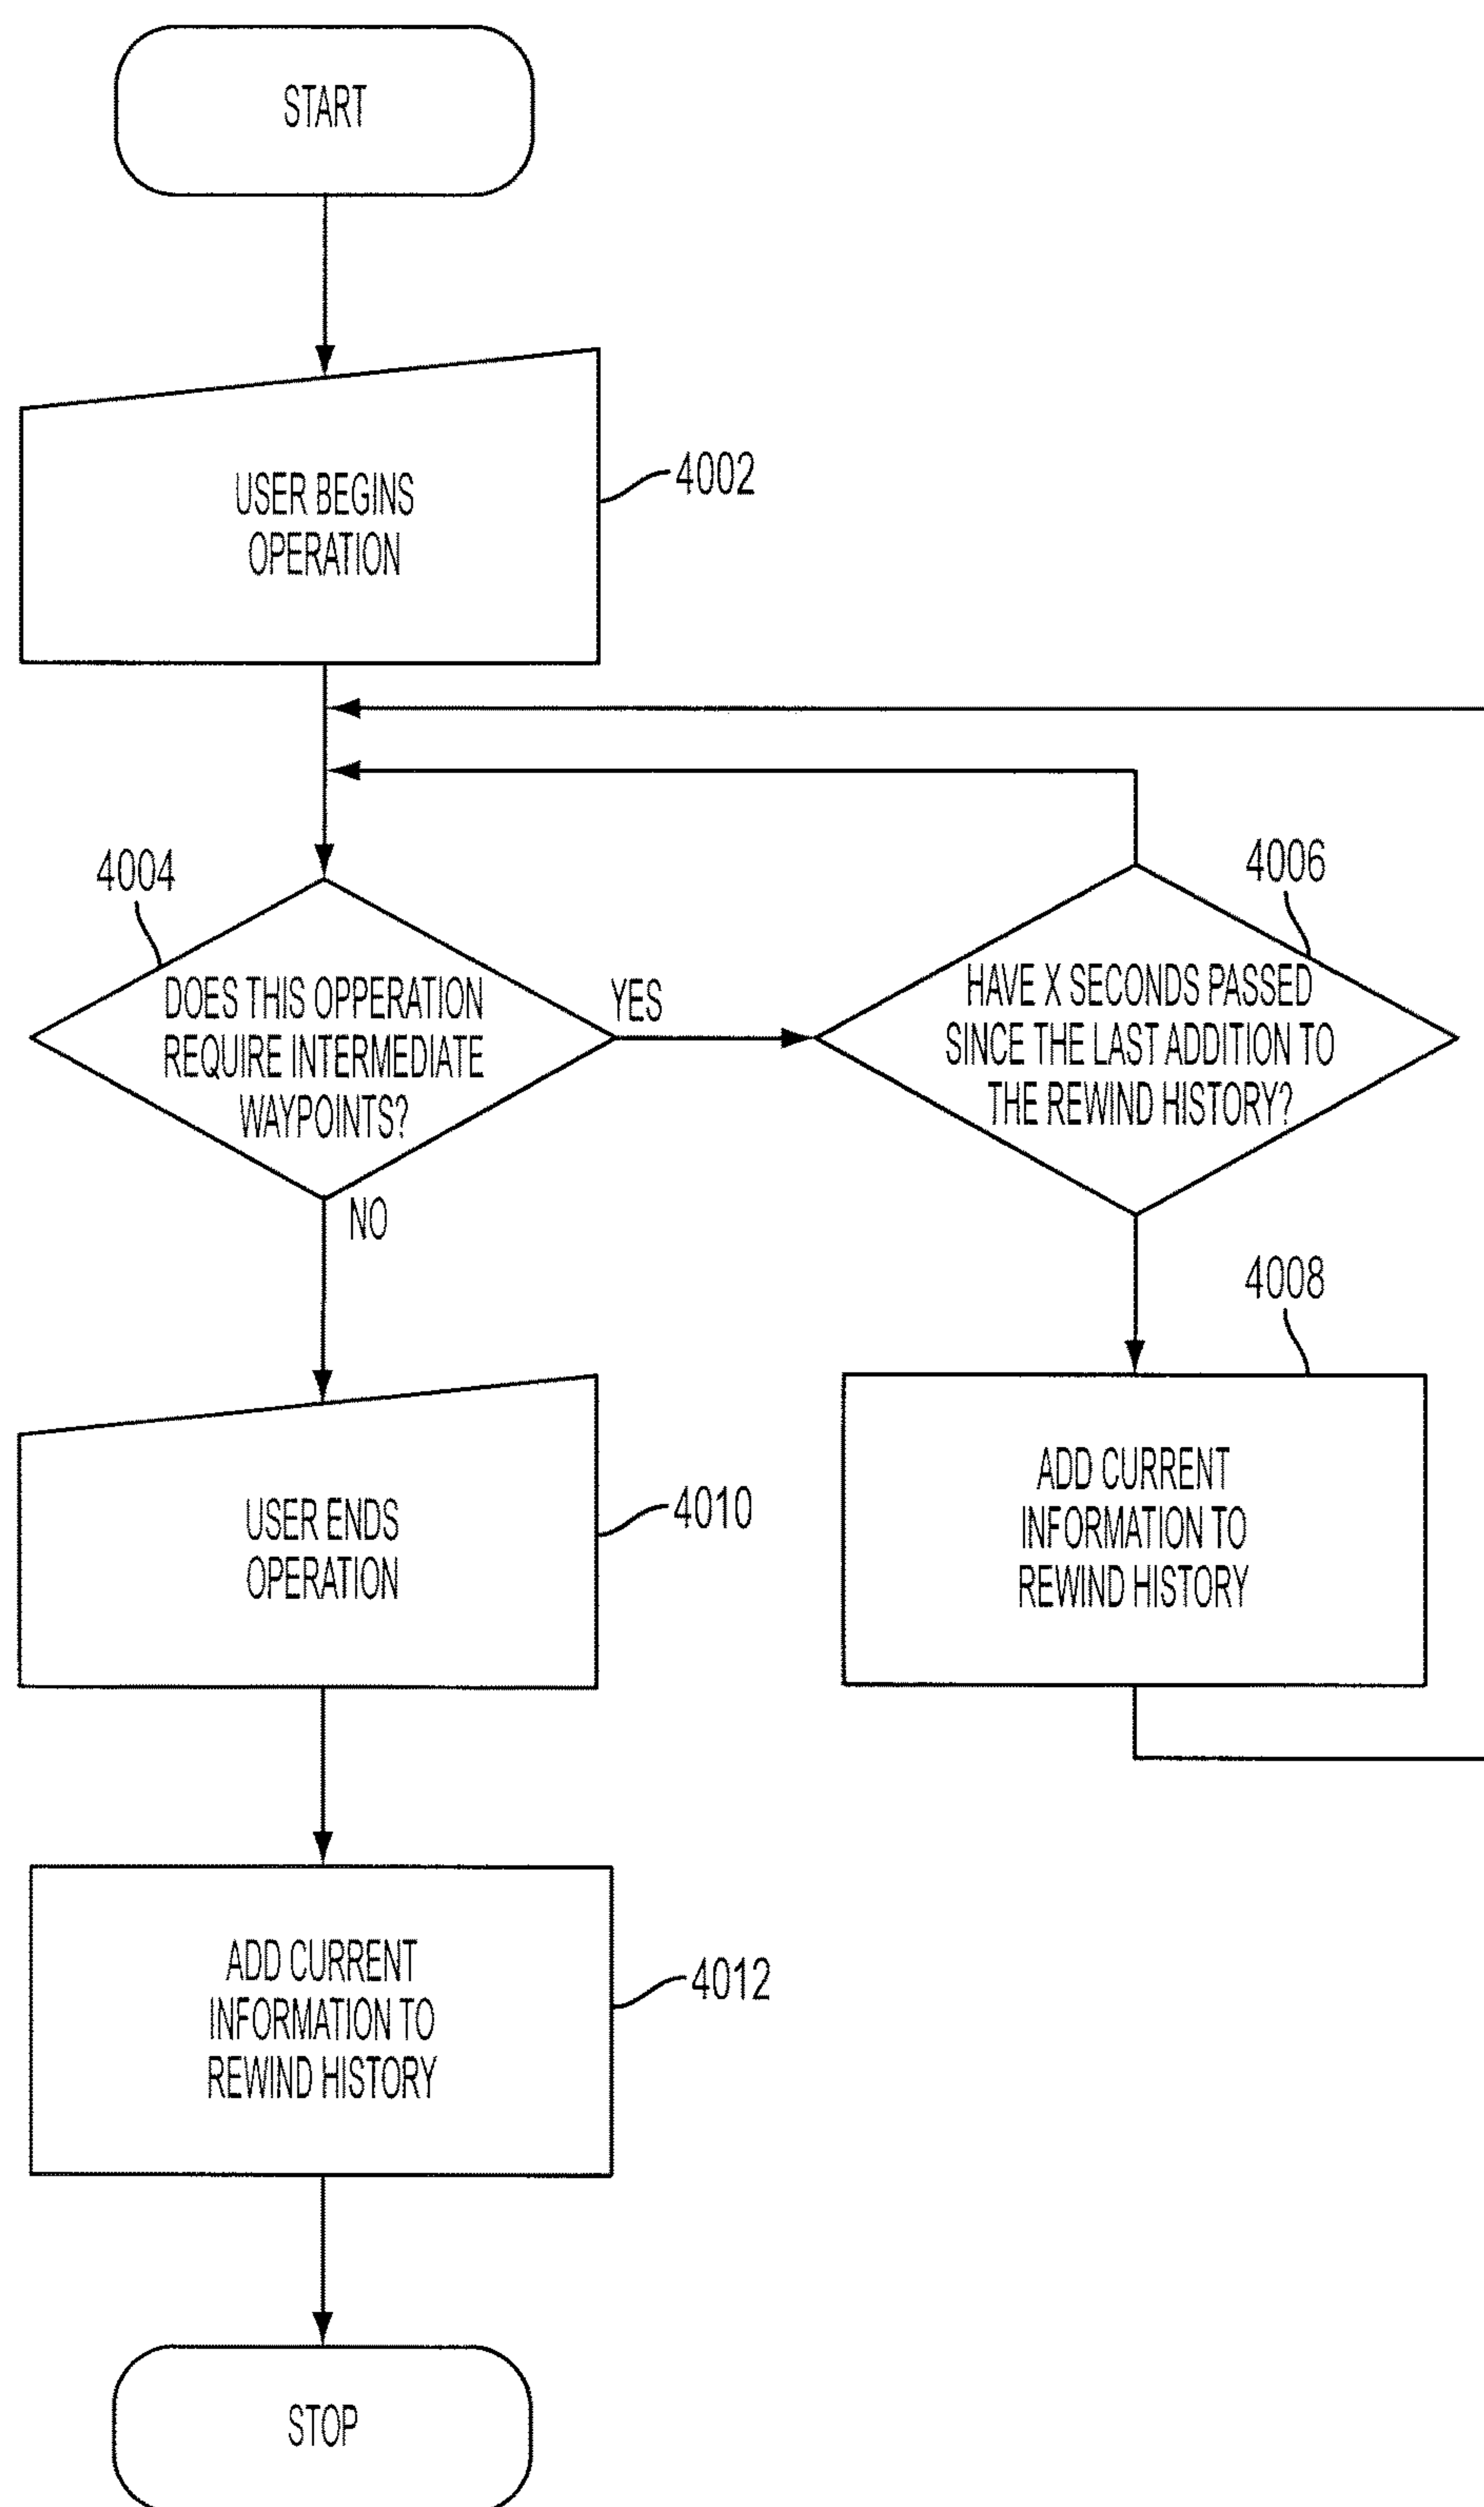 START
USER BEGINS
OPERATION
4002
4004
DOES THIS OPPERATION
REQUIRE INTERMEDIATE
WAYPOINTS?
YES
NO
4006
HAVE X SECONDS PASSED
SINCE THE LAST ADDITION TO
THE REWIND HISTORY?
4008
ADD CURRENT
INFORMATION TO
REWIND HISTORY
USER ENDS
OPERATION
4010
ADD CURRENT
INFORMATION TO
REWIND HISTORY
4012
STOP